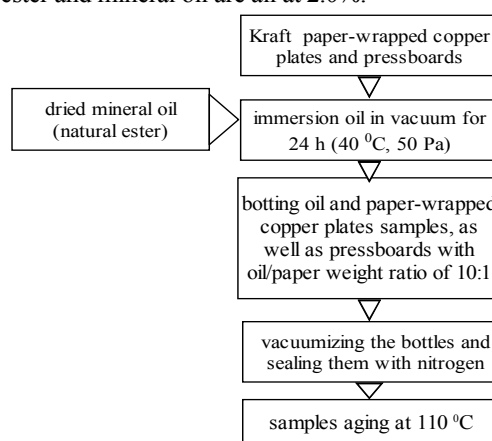 ester and mineral oil are all at 2.0%.
Kraft paper-wrapped copper
plates and pressboards
dried mineral oil
(natural ester)
immersion oil in vacuum for
24 h (40 ⁰C, 50 Pa)
botting oil and paper-wrapped
copper plates samples, as
well as pressboards with
oil/paper weight ratio of 10:1
vacuumizing the bottles and
sealing them with nitrogen
samples aging at 110 ⁰C